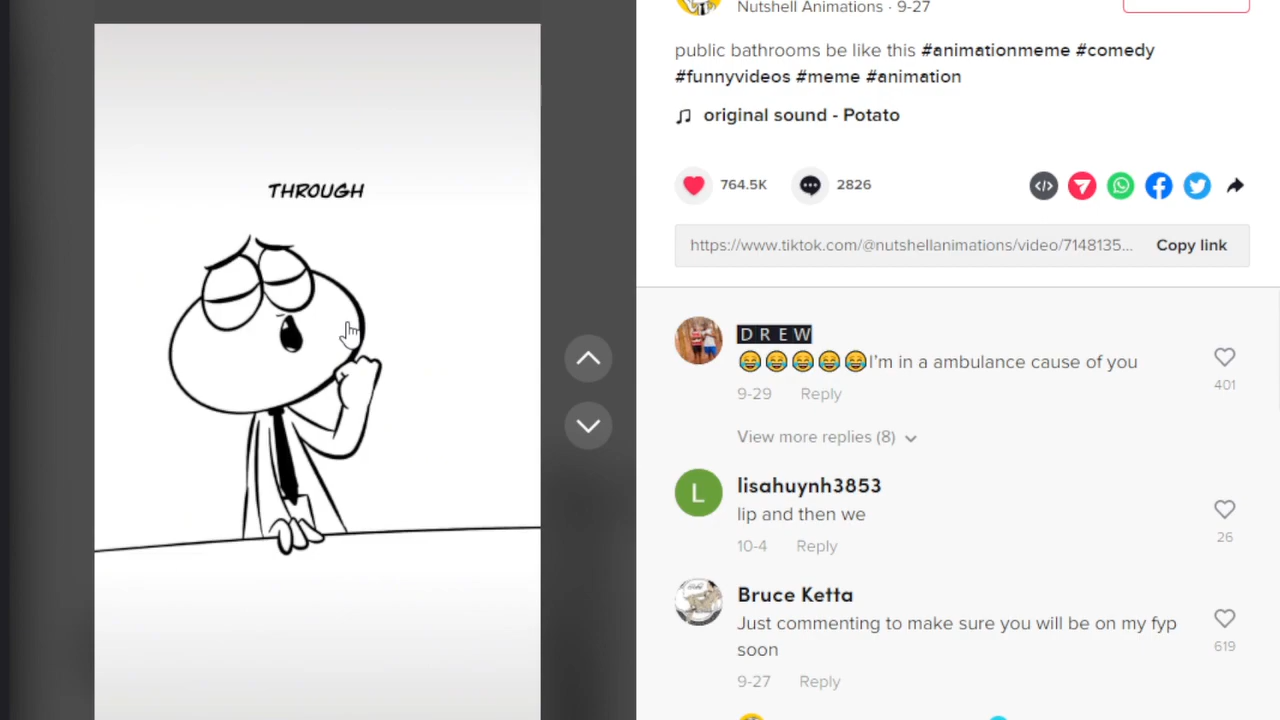 THROUGH
Nutshell Animations · 9-27
public bathrooms be like this #animationmeme #comedy
#funnyvideos #meme #animation
original sound - Potato
764.5K
2826
https://www.tiktok.com/@nutshellanimations/video/7148135...
Copy link
D R E W
😂😂😂😂😂I'm in a ambulance cause of you
401
9-29 Reply
View more replies (8)
L
lisahuynh3853
lip and then we
26
10-4 Reply
Bruce Ketta
Just commenting to make sure you will be on my fyp
soon
619
9-27 Reply